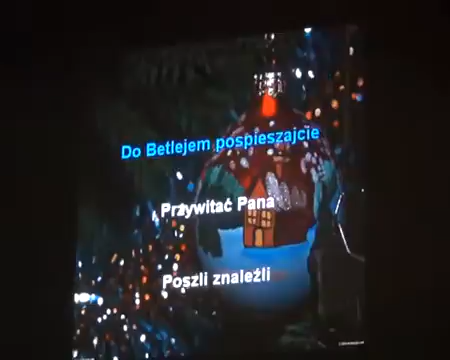 Do Betlejem pospieszajcie
Przywitać Pana
Poszli znaleźli